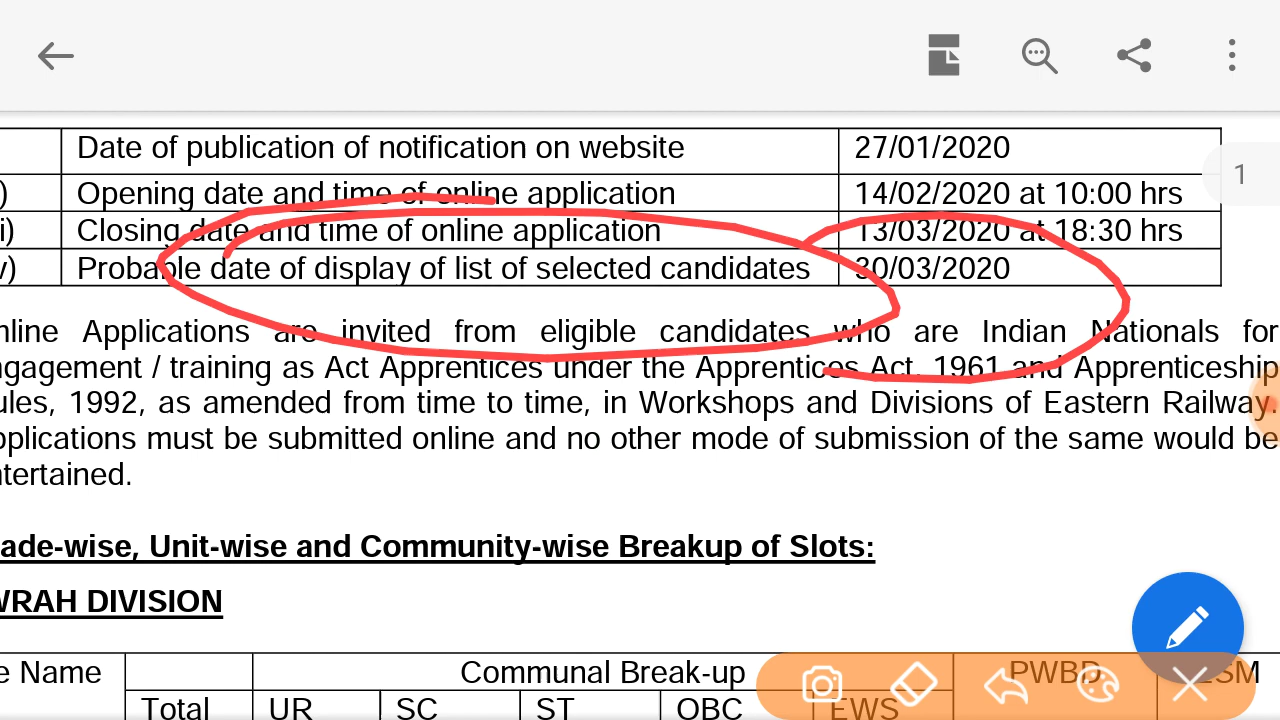 1
Date of publication of notification on website 27/01/2020
) Opening date and time of online application 14/02/2020 at 10:00 hrs
i) Closing date and time of online application 13/03/2020 at 18:30 hrs
v) Probable date of display of list of selected candidates 30/03/2020
nline Applications are invited from eligible candidates who are Indian Nationals for
ngagement / training as Act Apprentices under the Apprentices Act, 1961 and Apprenticeship
ules, 1992, as amended from time to time, in Workshops and Divisions of Eastern Railway.
pplications must be submitted online and no other mode of submission of the same would be
ntertained.
ade-wise, Unit-wise and Community-wise Breakup of Slots:
WRAH DIVISION
e Name Communal Break-up PWBD SM
Total UR SC ST OBC EWS